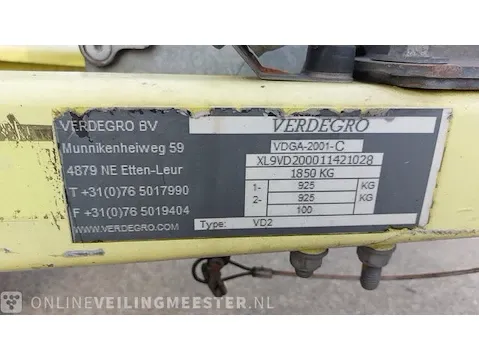 VERDEGRO BV
Munnikenheiweg 59
4879 NE Etten-Leur
T +31(0)76 5017990
F +31(0)76 5019404
WWW.VERDEGRO.COM
VERDEGRO
VDGA-2001-C
XL9VD200011421028
1850 KG
1- 925 KG
2- 925 KG
100
Type: VD2
ONLINEVEILINGMEESTER.NL